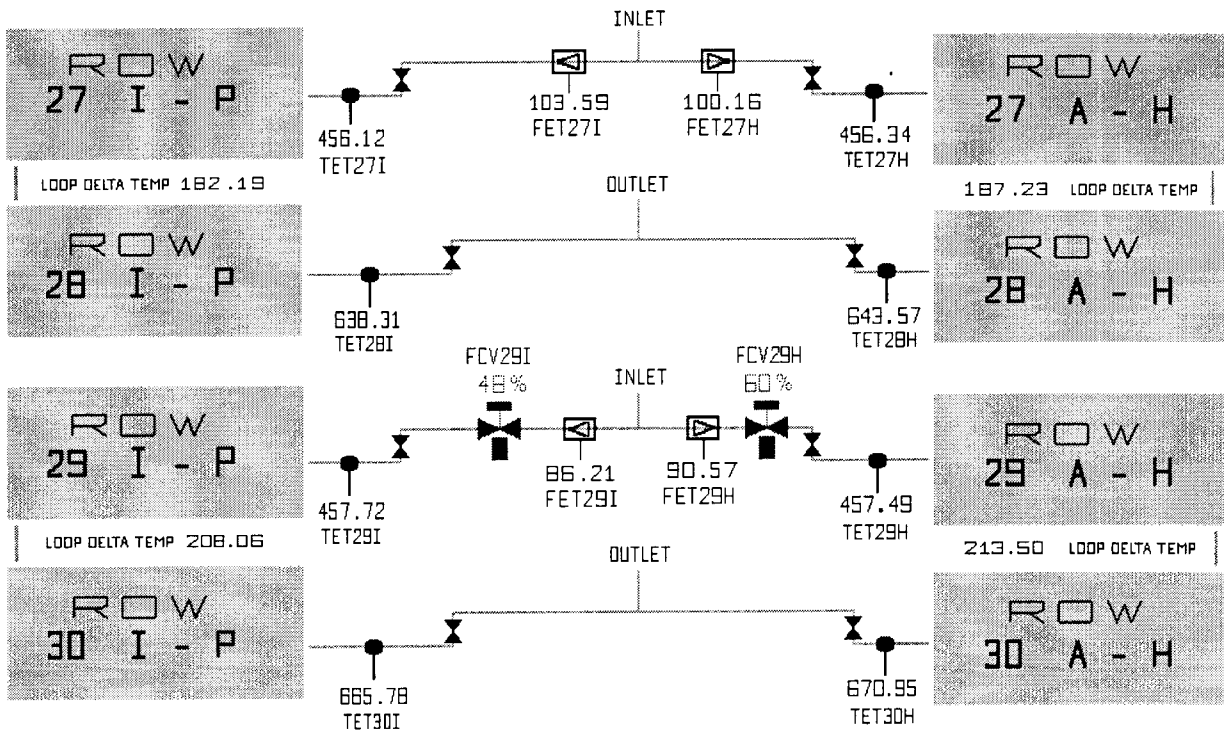 INLET
ROW
27 I - P
103.59
FET27I
100.16
FET27H
ROW
27 A - H
456.12
TET27I
456.34
TET27H
LOOP DELTA TEMP 182.19
OUTLET
187.23 LOOP DELTA TEMP
ROW
28 I - P
ROW
28 A - H
638.31
TET28I
643.57
TET28H
FCV29I
48%
INLET
FCV29H
60%
ROW
29 I - P
ROW
29 A - H
86.21
FET29I
90.57
FET29H
457.72
TET29I
457.49
TET29H
LOOP DELTA TEMP 208.06
OUTLET
213.50 LOOP DELTA TEMP
ROW
30 I - P
ROW
30 A - H
665.78
TET30I
670.95
TET30H